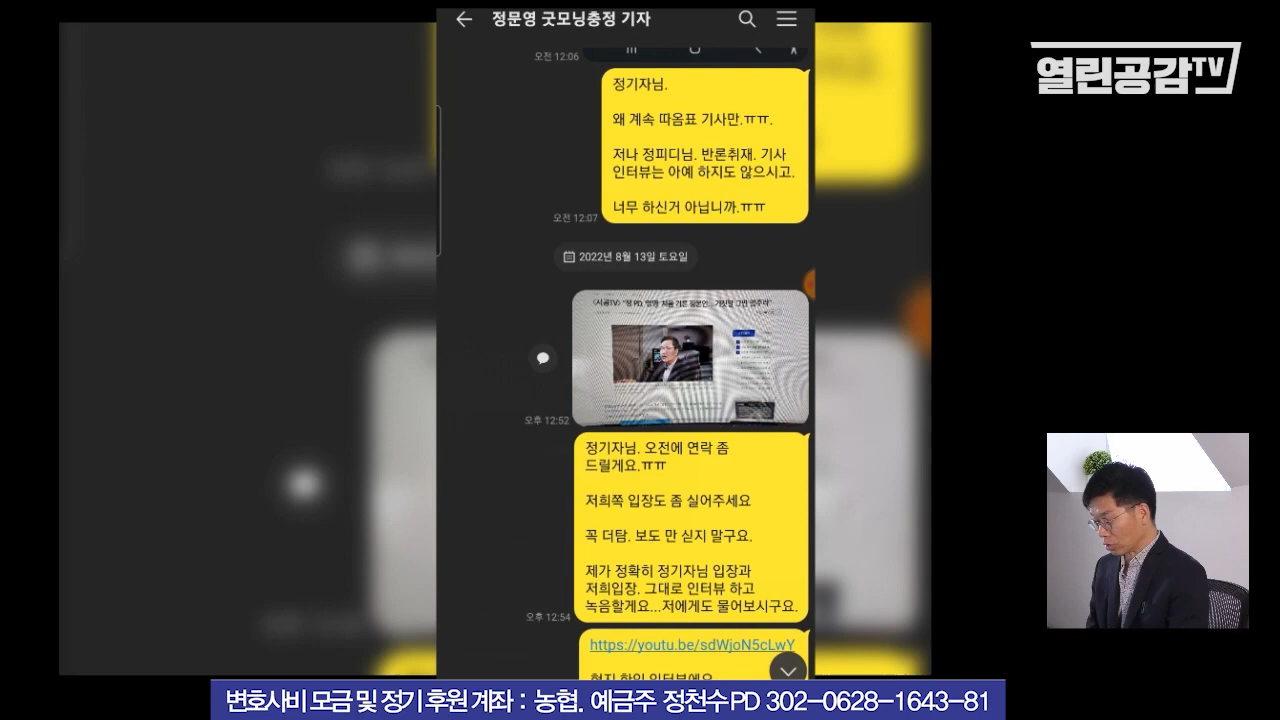 정문영 굿모닝충정 기자
열린공감TV
오전 12:06
정기자님.
왜 계속 따옴표 기사만.ㅠㅠ.
저나 정피디님. 반론취재. 기사
인터뷰는 아예 하지도 않으시고.
너무 하신거 아닙니까.ㅠㅠ
오전 12:07
2022년 8월 13일 토요일
오후 12:52
정기자님. 오전에 연락 좀
드릴게요.ㅠㅠ
저희쪽 입장도 좀 실어주세요
꼭 더탐. 보도 만 싣지 말구요.
제가 정확히 정기자님 입장과
저희입장. 그대로 인터뷰 하고
녹음할게요...저에게도 물어보시구요.
오후 12:54
https://youtu.be/sdWjoN5cLwY
변호사비 모금 및 정기 후원 계좌 : 농협. 예금주 정천수PD 302-0628-1643-81